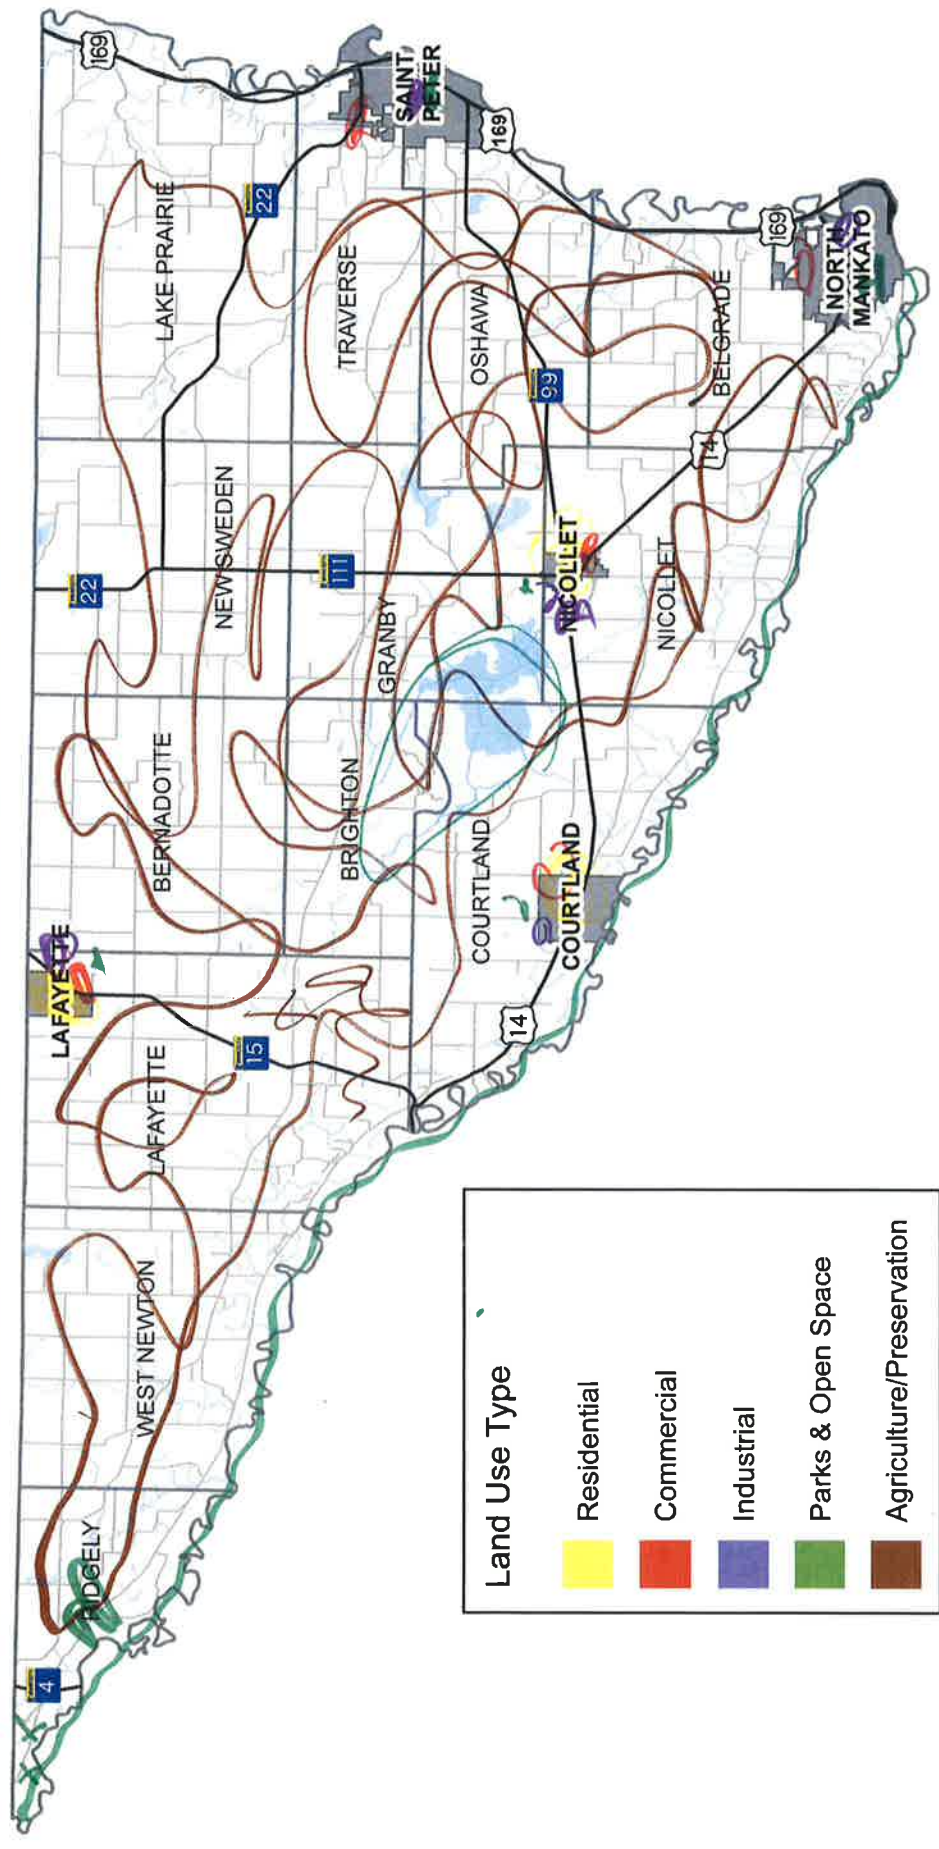 169
22
LAKE PRAIRIE
SAINT
PETER
22
NEW SWEDEN
TRAVERSE
169
BERNADOTTE
111
OSHAWA
LAFAYETTE
GRANBY
99
BELGRADE
169
LAFAYETTE
15
BRIGHTON
NICOLLET
14
NORTH
MANKATO
WEST NEWTON
COURTLAND
NICOLLET
RIDGELY
COURTLAND
14
4
Land Use Type
Residential
Commercial
Industrial
Parks & Open Space
Agriculture/Preservation